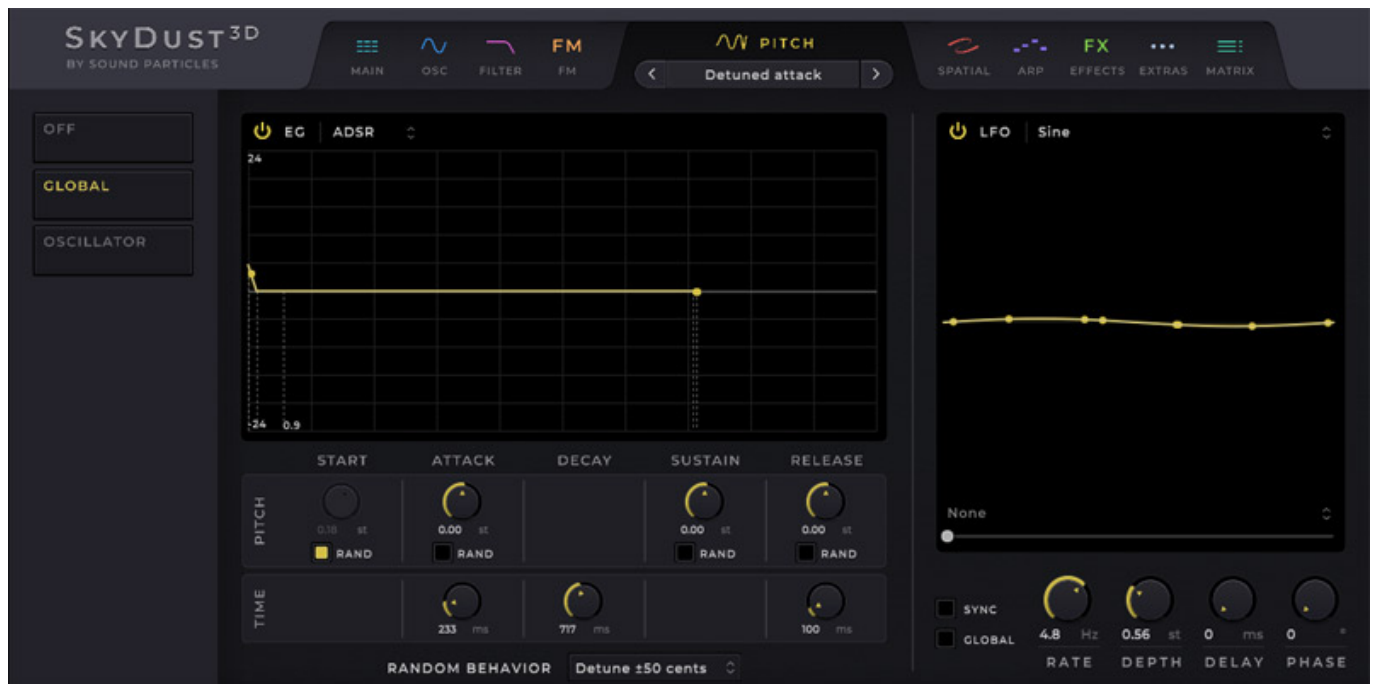 SKYDUST 3D
BY SOUND PARTICLES
MAIN
OSC
FILTER
FM
FM
PITCH
< Detuned attack >
SPATIAL
ARP
FX
EFFECTS
EXTRAS
MATRIX
OFF
GLOBAL
OSCILLATOR
EG ADSR
24
-24 0.9
START ATTACK DECAY SUSTAIN RELEASE
PITCH
0.18 st 0.00 st 0.00 st 0.00 st
RAND RAND RAND RAND
TIME
233 ms 717 ms 100 ms
RANDOM BEHAVIOR Detune ±50 cents
LFO Sine
None
SYNC
GLOBAL
4.8 Hz 0.56 st 0 ms 0 °
RATE DEPTH DELAY PHASE